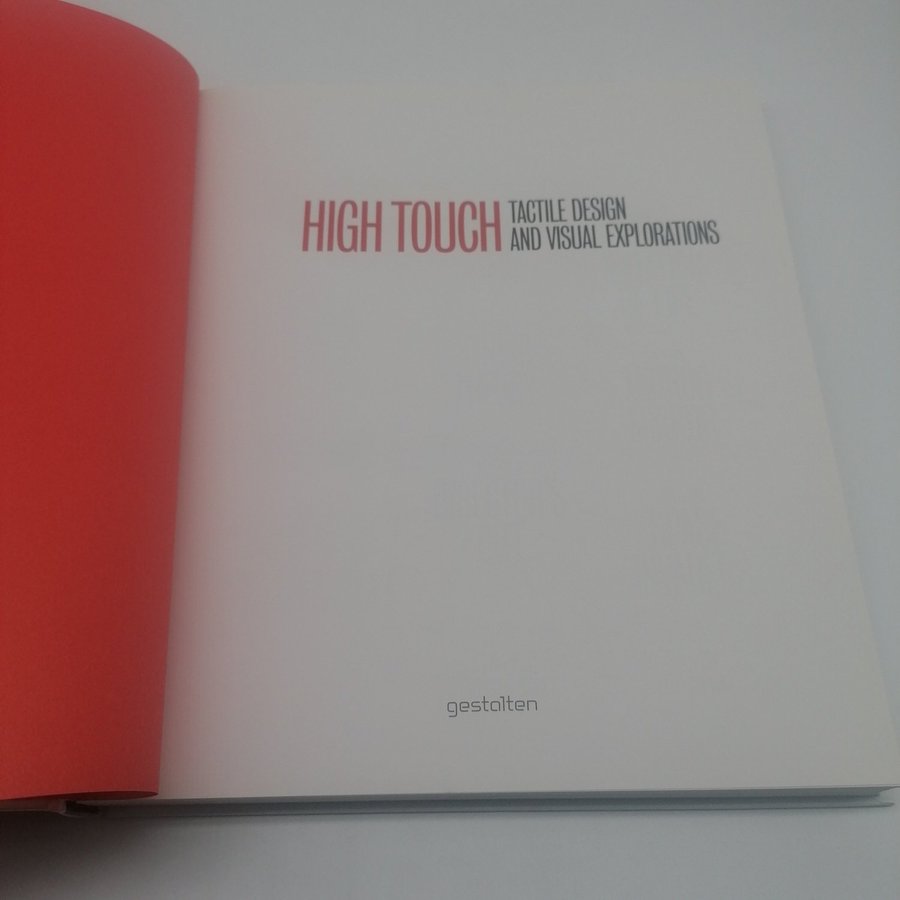 HIGH TOUCH TACTILE DESIGN
AND VISUAL EXPLORATIONS
gestalten